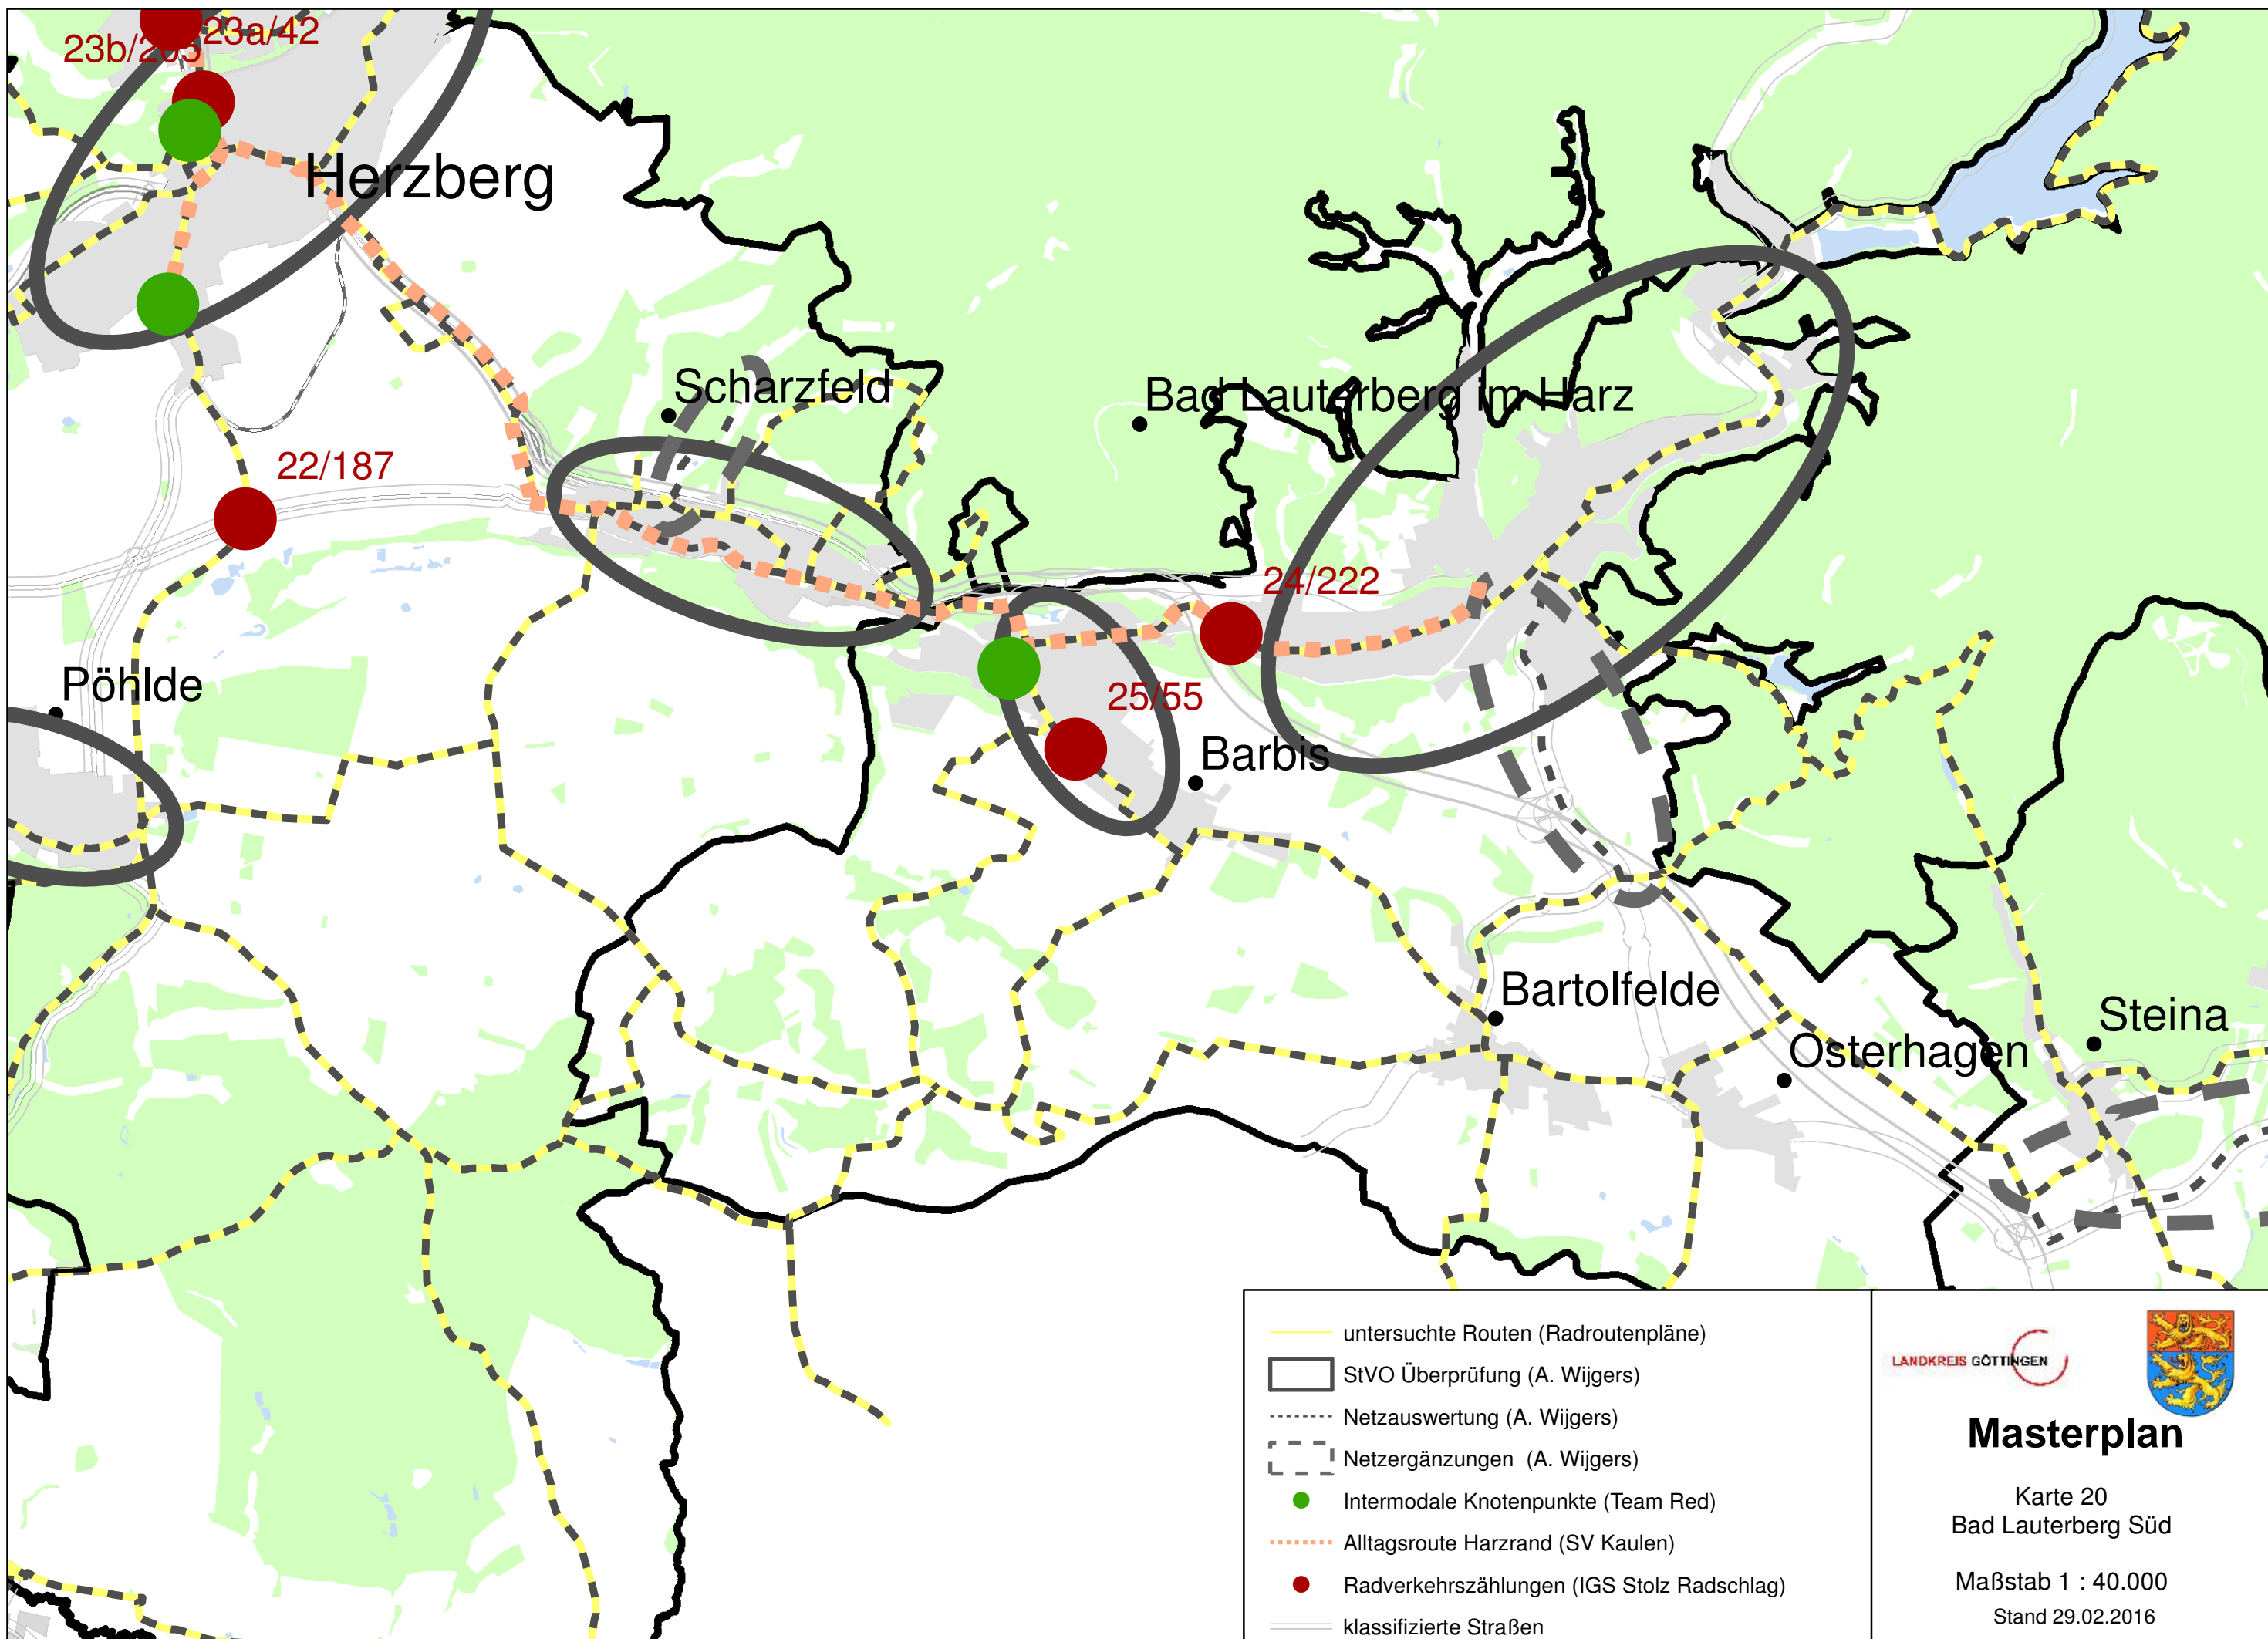 23a/42
23b/205
Herzberg
Scharzfeld
Bad Lauterberg im Harz
22/187
24/222
Pöhlde
25/55
Barbis
Bartolfelde
Steina
Osterhagen
untersuchte Routen (Radroutenpläne)
StVO Überprüfung (A. Wijgers)
Netzauswertung (A. Wijgers)
Netzergänzungen (A. Wijgers)
Intermodale Knotenpunkte (Team Red)
Alltagsroute Harzrand (SV Kaulen)
Radverkehrszählungen (IGS Stolz Radschlag)
klassifizierte Straßen
LANDKREIS GÖTTINGEN
Masterplan
Karte 20
Bad Lauterberg Süd
Maßstab 1 : 40.000
Stand 29.02.2016